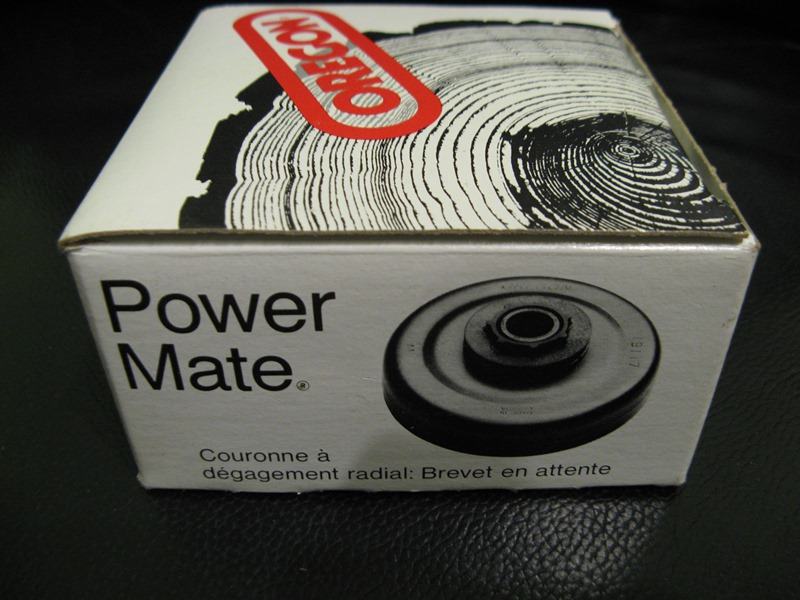 OREGON
Power
Mate®
Couronne à
dégagement radial: Brevet en attente